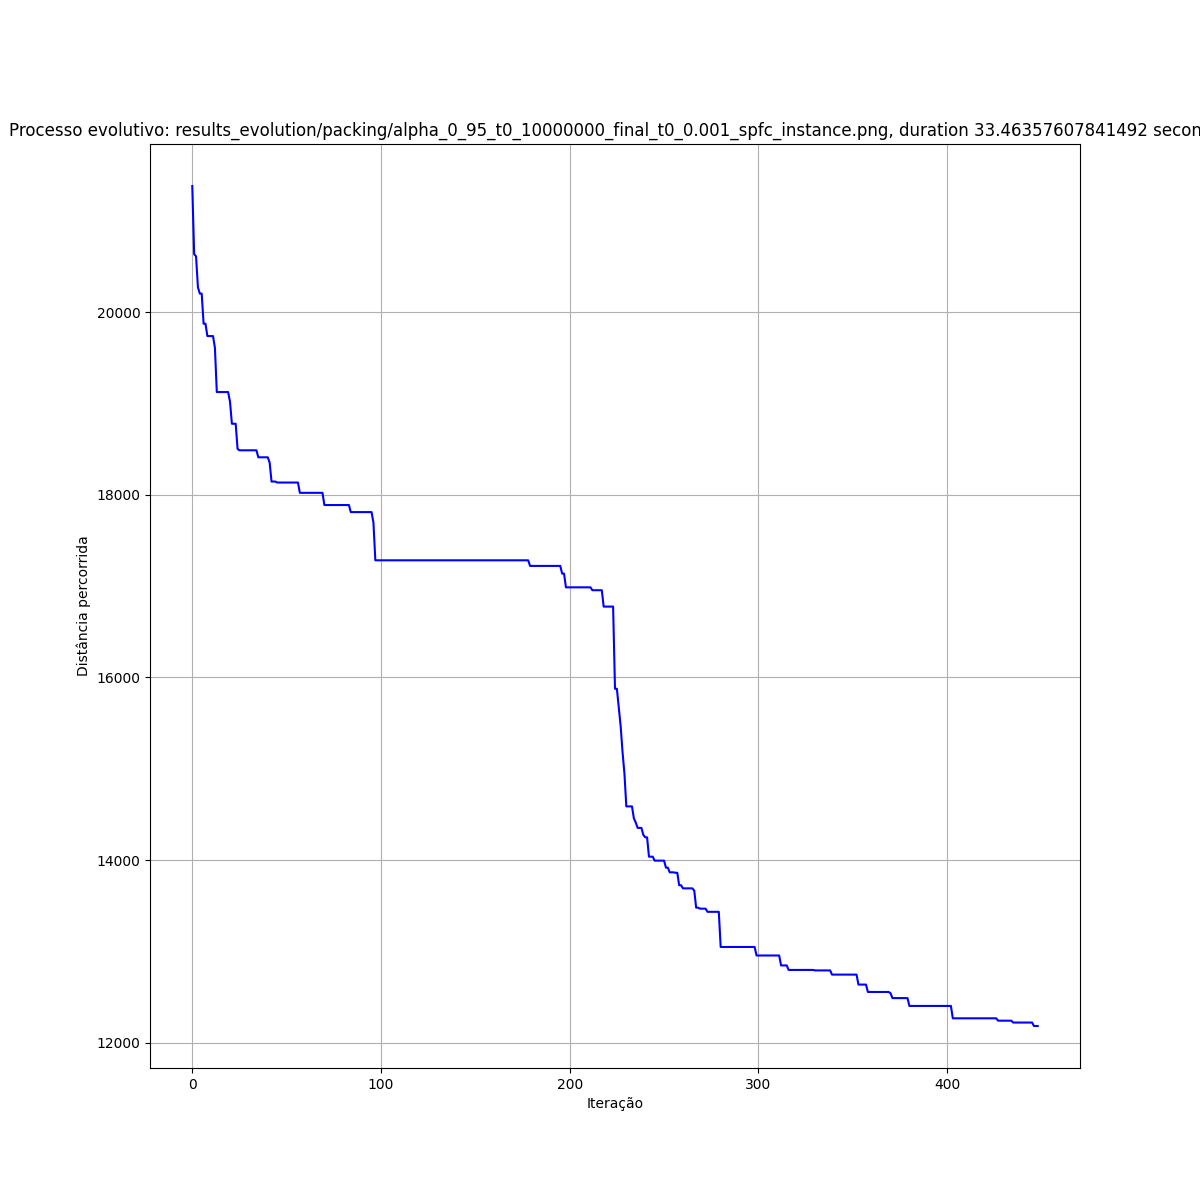 Processo evolutivo: results_evolution/packing/alpha_0_95_t0_10000000_final_t0_0.001_spfc_instance.png, duration 33.46357607841492 secon
20000
18000
16000
14000
12000
Distância percorrida
0 100 200 300 400
Iteração